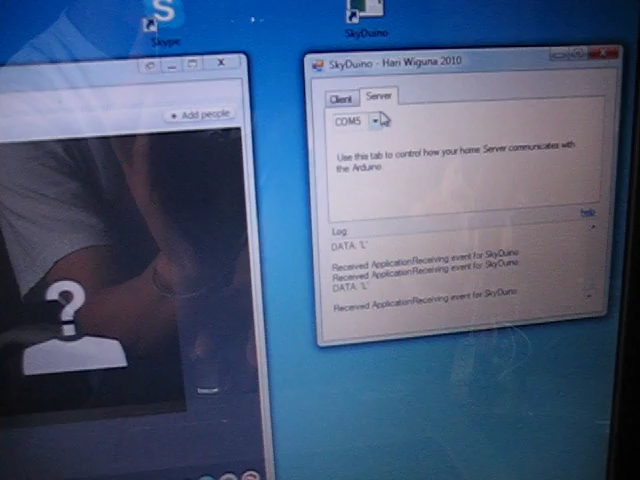 Skype
SkyDuino
SkyDuino - Hari Wiguna 2010
Add people
Client
Server
COM5
Use this tab to control how your home Server communicates with
the Arduino.
help
Log
DATA: 'L'
Received ApplicationReceiving event for SkyDuino
Received ApplicationReceiving event for SkyDuino
DATA: 'L'
Received ApplicationReceiving event for SkyDuino